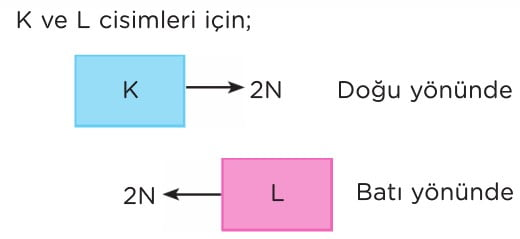 K ve L cisimleri için;
K 2N Doğu yönünde
2N L Batı yönünde